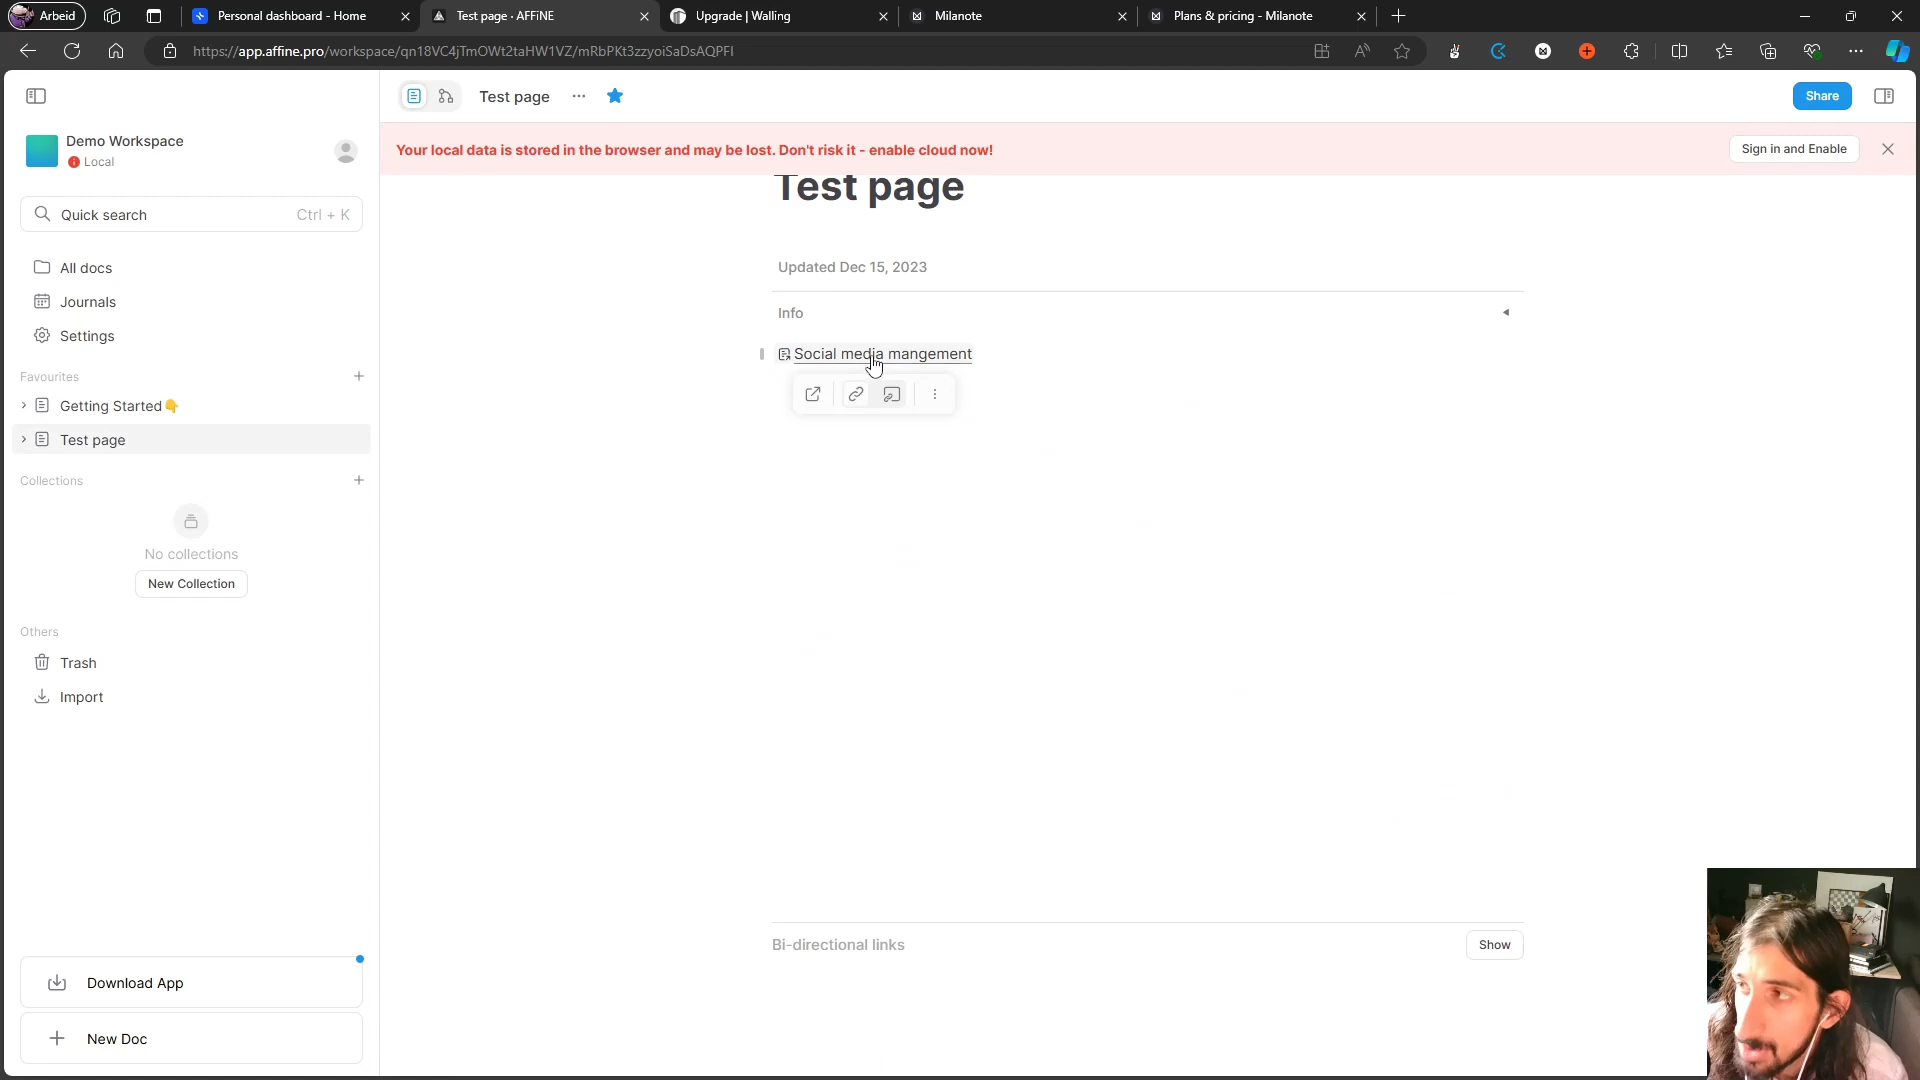 Arbeid
Personal dashboard - Home
Test page · AFFiNE
Upgrade | Walling
Milanote
Plans & pricing - Milanote
https://app.affine.pro/workspace/qn18VC4jTmOWt2taHW1VZ/mRbPKt3zzyoiSaDsAQPFI
Test page
Share
Demo Workspace
Local
Your local data is stored in the browser and may be lost. Don't risk it - enable cloud now!
Sign in and Enable
Quick search
Ctrl + K
All docs
Journals
Settings
Favourites
Getting Started👇
Test page
Collections
No collections
New Collection
Others
Trash
Import
Download App
New Doc
Test page
Updated Dec 15, 2023
Info
Social media mangement
Bi-directional links
Show